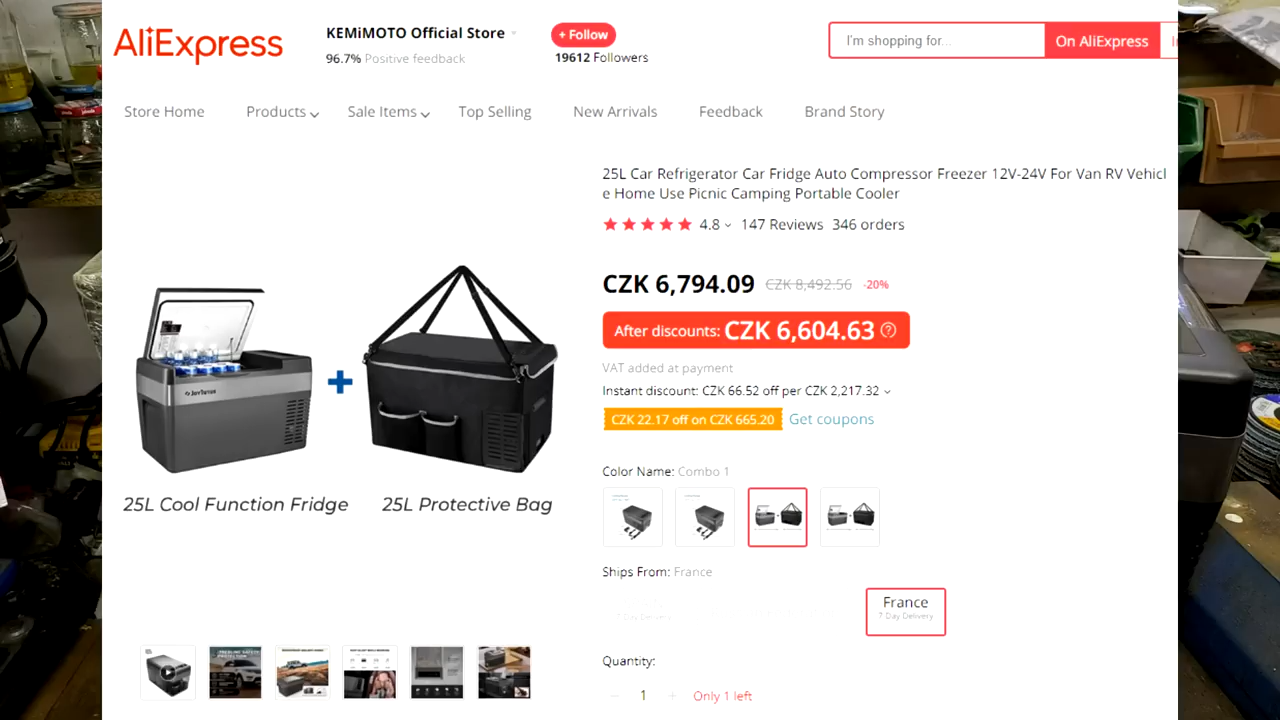 AliExpress
KEMiMOTO Official Store
96.7% Positive feedback
+ Follow
19612 Followers
I'm shopping for...
On AliExpress
Store Home
Products
Sale Items
Top Selling
New Arrivals
Feedback
Brand Story
25L Car Refrigerator Car Fridge Auto Compressor Freezer 12V-24V For Van RV Vehicl
e Home Use Picnic Camping Portable Cooler
4.8 147 Reviews 346 orders
CZK 6,794.09 CZK 8,492.56 -20%
After discounts: CZK 6,604.63
VAT added at payment
Instant discount: CZK 66.52 off per CZK 2,217.32
CZK 22.17 off on CZK 665.20 Get coupons
JOYTUTUS
+
25L Cool Function Fridge
25L Protective Bag
Color Name: Combo 1
Ships From: France
7 Day Delivery
France
7 Day Delivery
Quantity:
1
Only 1 left